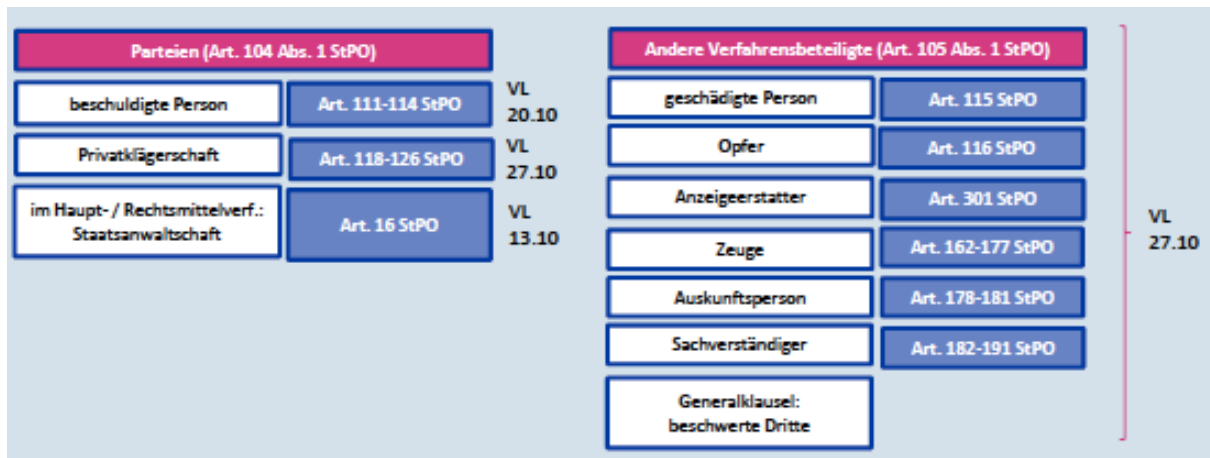 Parteien (Art. 104 Abs. 1 StPO)
beschuldigte Person
Art. 111-114 StPO
VL
20.10
Privatklägerschaft
Art. 118-126 StPO
VL
27.10
im Haupt- / Rechtsmittelverf.:
Staatsanwaltschaft
Art. 16 StPO
VL
13.10
Andere Verfahrensbeteiligte (Art. 105 Abs. 1 StPO)
geschädigte Person
Art. 115 StPO
Opfer
Art. 116 StPO
Anzeigeerstatter
Art. 301 StPO
Zeuge
Art. 162-177 StPO
Auskunftsperson
Art. 178-181 StPO
Sachverständiger
Art. 182-191 StPO
Generalklausel:
beschwerte Dritte
VL
27.10